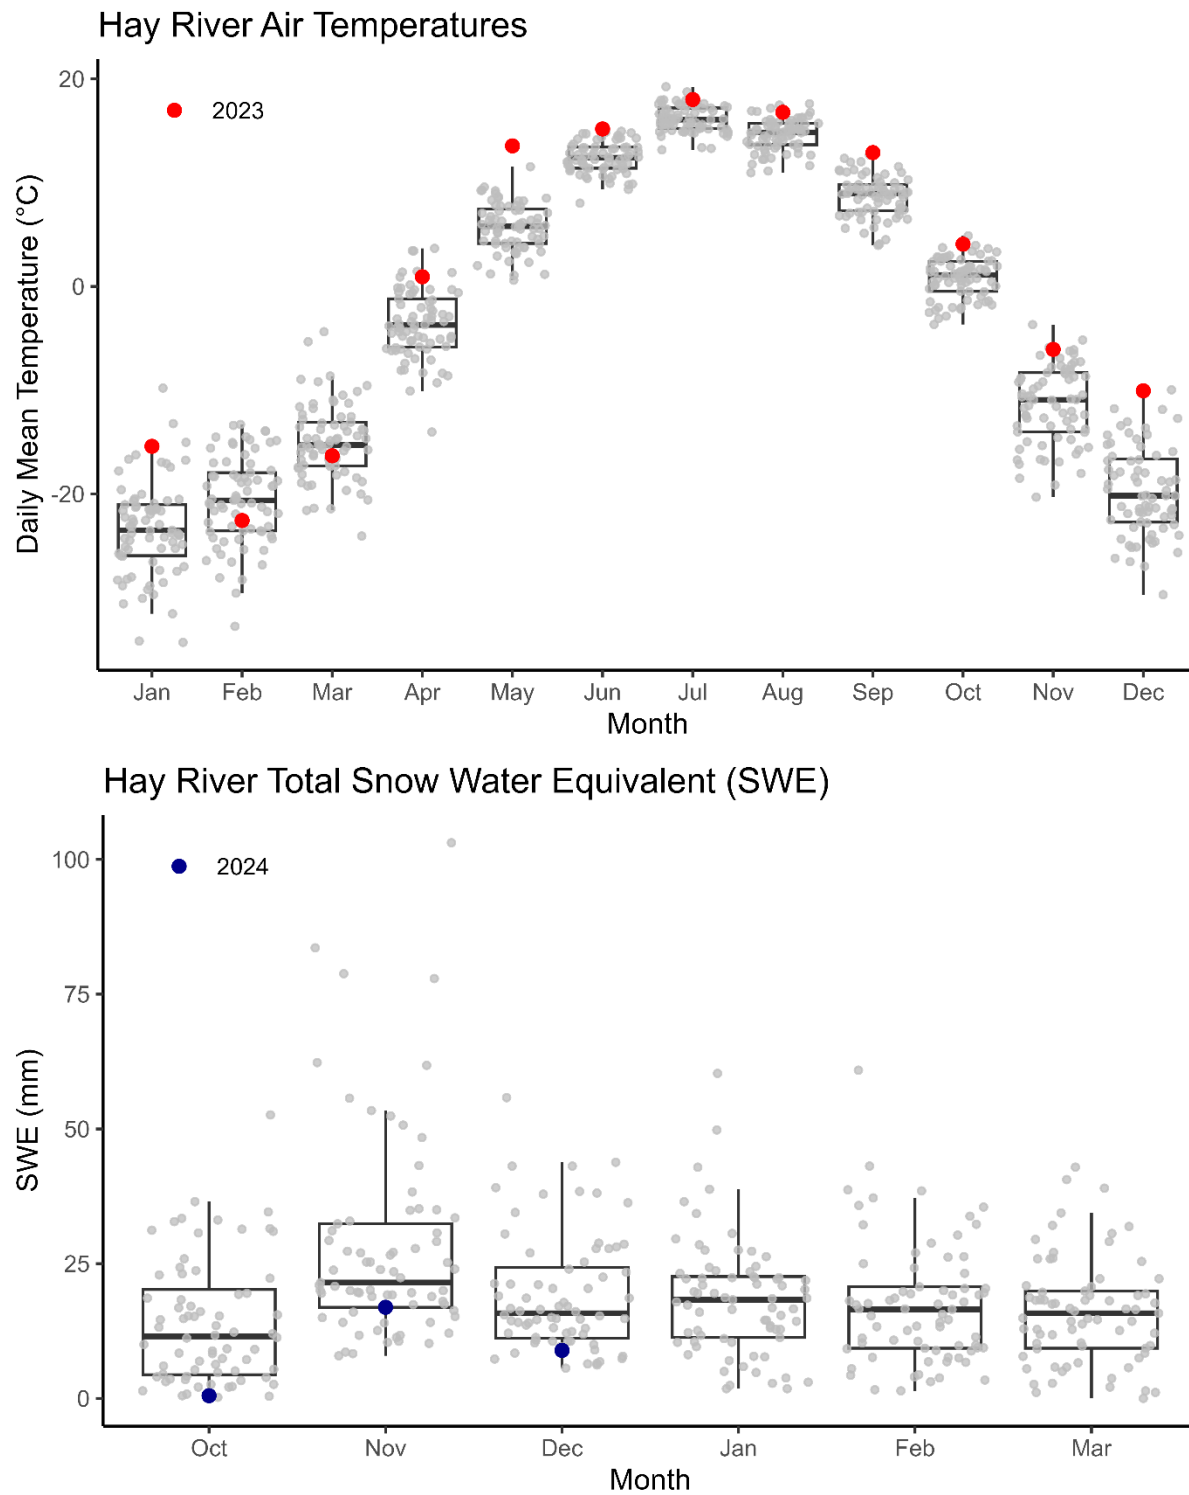 Hay River Air Temperatures
2023
Daily Mean Temperature (°C)
20
0
-20
Jan Feb Mar Apr May Jun Jul Aug Sep Oct Nov Dec
Month
Hay River Total Snow Water Equivalent (SWE)
2024
SWE (mm)
100
75
50
25
0
Oct Nov Dec Jan Feb Mar
Month